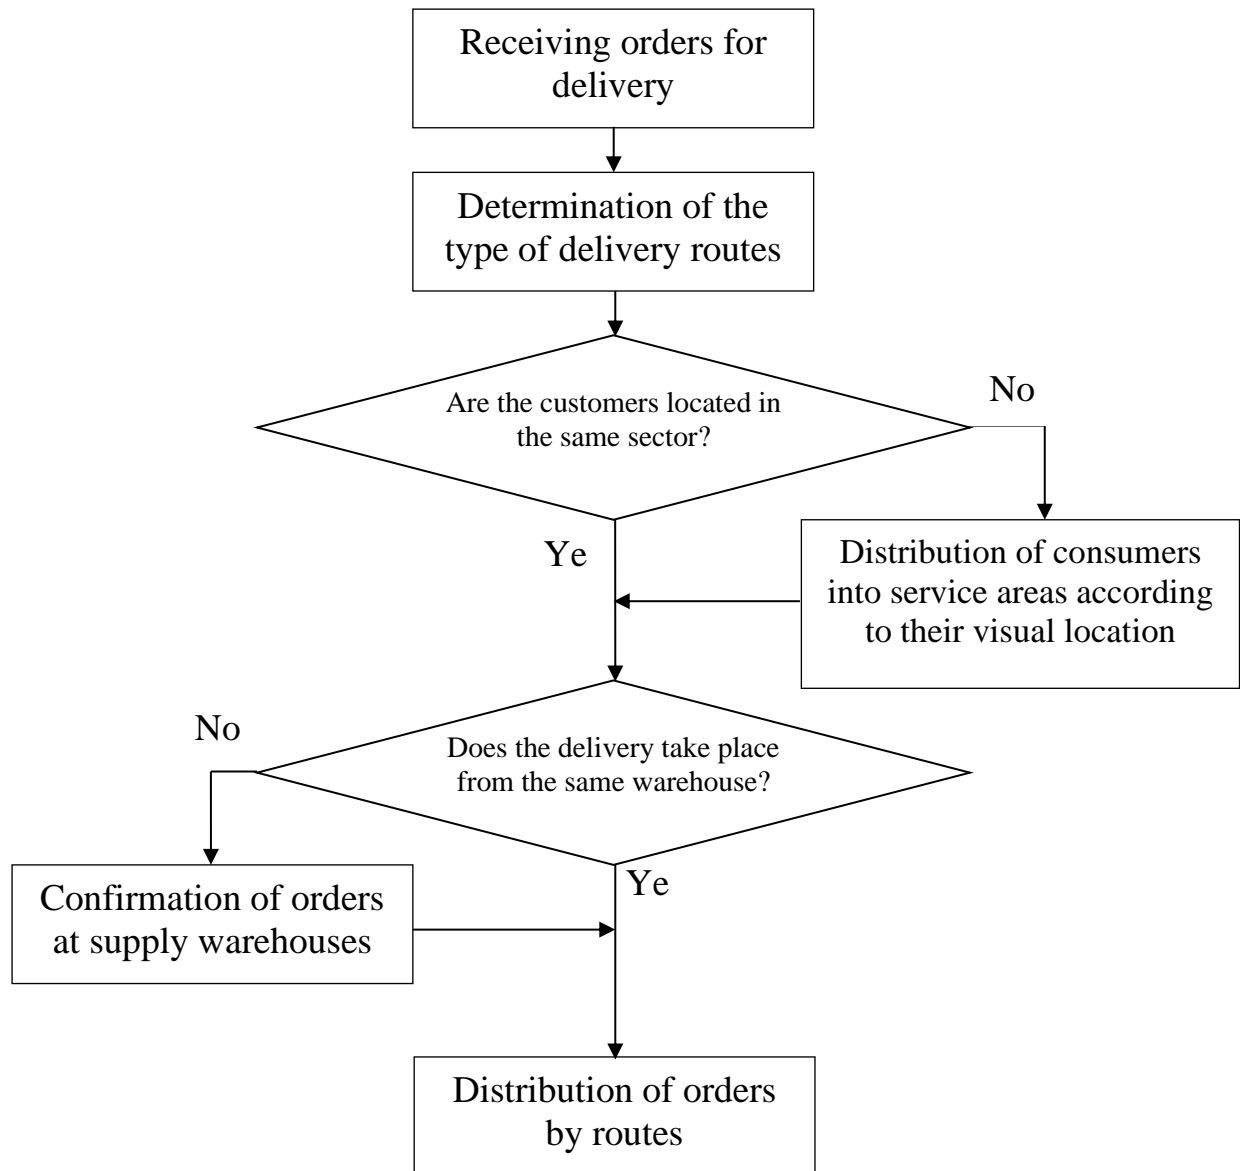 Receiving orders for
delivery
Determination of the
type of delivery routes
Are the customers located in
the same sector?
No
Ye
Distribution of consumers
into service areas according
to their visual location
No
Does the delivery take place
from the same warehouse?
Ye
Confirmation of orders
at supply warehouses
Distribution of orders
by routes